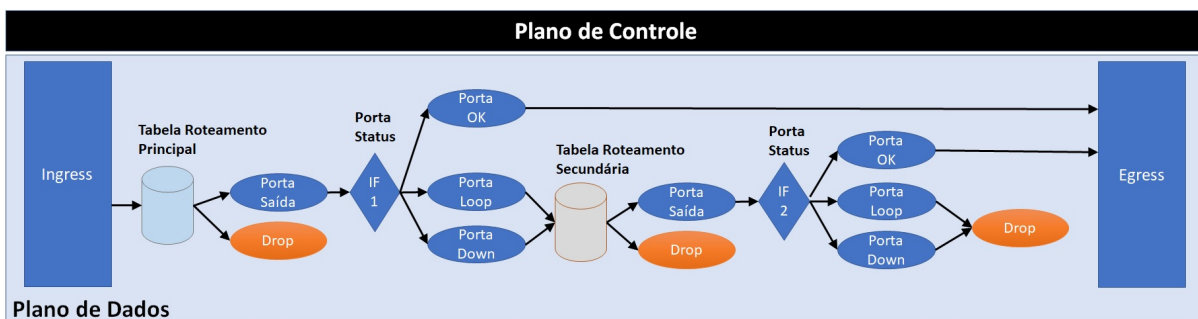 Plano de Controle
Ingress
Tabela Roteamento
Principal
Porta
Saída
Drop
Porta
Status
IF
1
Porta
OK
Porta
Loop
Porta
Down
Tabela Roteamento
Secundária
Porta
Saída
Drop
Porta
Status
IF
2
Porta
OK
Porta
Loop
Porta
Down
Drop
Egress
Plano de Dados